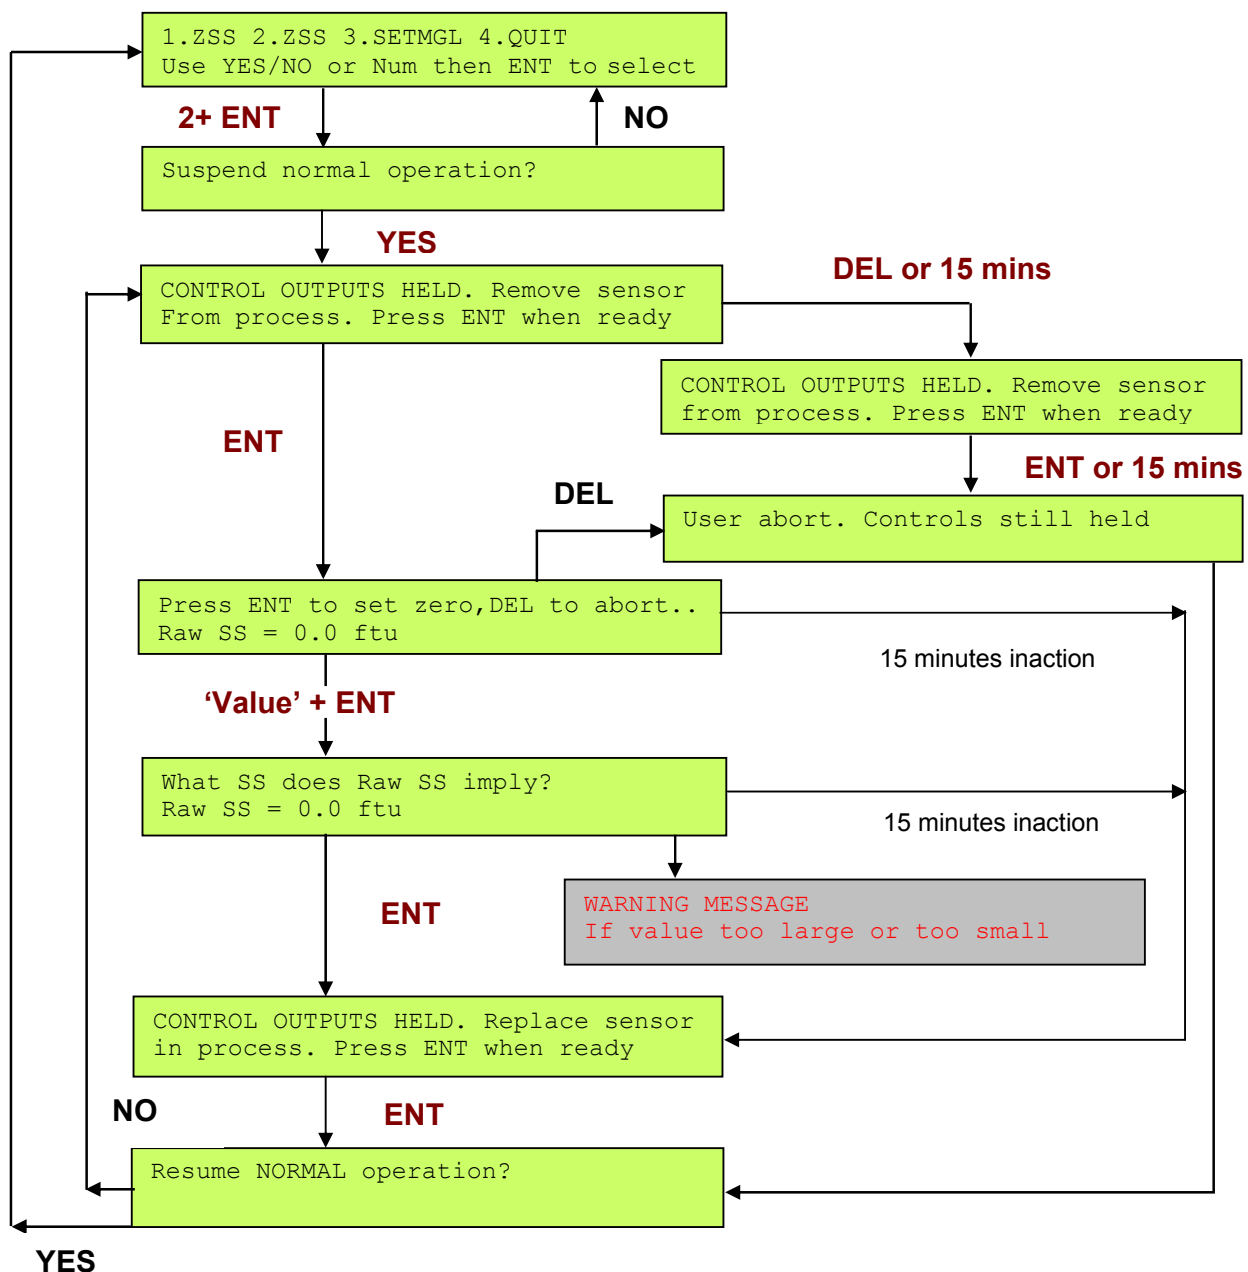 1.ZSS 2.ZSS 3.SETMGL 4.QUIT
Use YES/NO or Num then ENT to select
2+ ENT
NO
Suspend normal operation?
YES
CONTROL OUTPUTS HELD. Remove sensor
From process. Press ENT when ready
DEL or 15 mins
CONTROL OUTPUTS HELD. Remove sensor
from process. Press ENT when ready
ENT
ENT or 15 mins
DEL
User abort. Controls still held
Press ENT to set zero,DEL to abort..
Raw SS = 0.0 ftu
15 minutes inaction
‘Value’ + ENT
What SS does Raw SS imply?
Raw SS = 0.0 ftu
15 minutes inaction
ENT
WARNING MESSAGE
If value too large or too small
CONTROL OUTPUTS HELD. Replace sensor
in process. Press ENT when ready
NO
ENT
Resume NORMAL operation?
YES